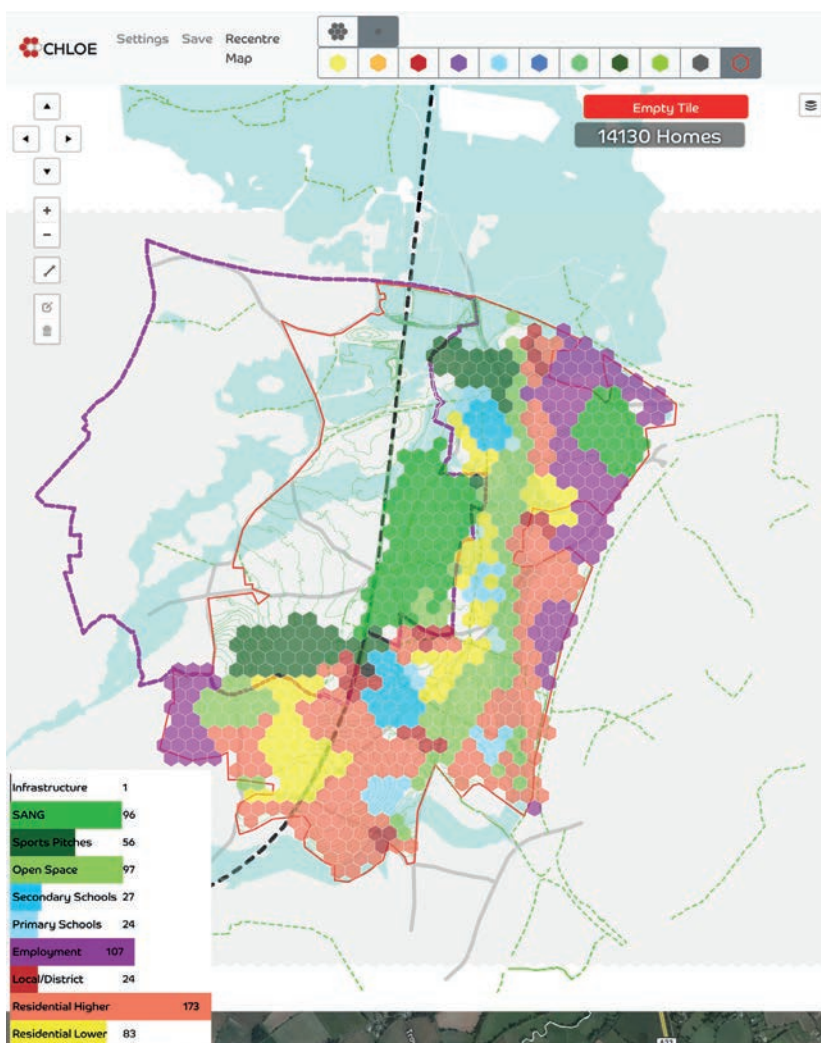 CHLOE
Settings Save Recentre
Map
Empty Tile
14130 Homes
Infrastructure 1
SANG 96
Sports Pitches 56
Open Space 97
Secondary Schools 27
Primary Schools 24
Employment 107
Local/District 24
Residential Higher 173
Residential Lower 83